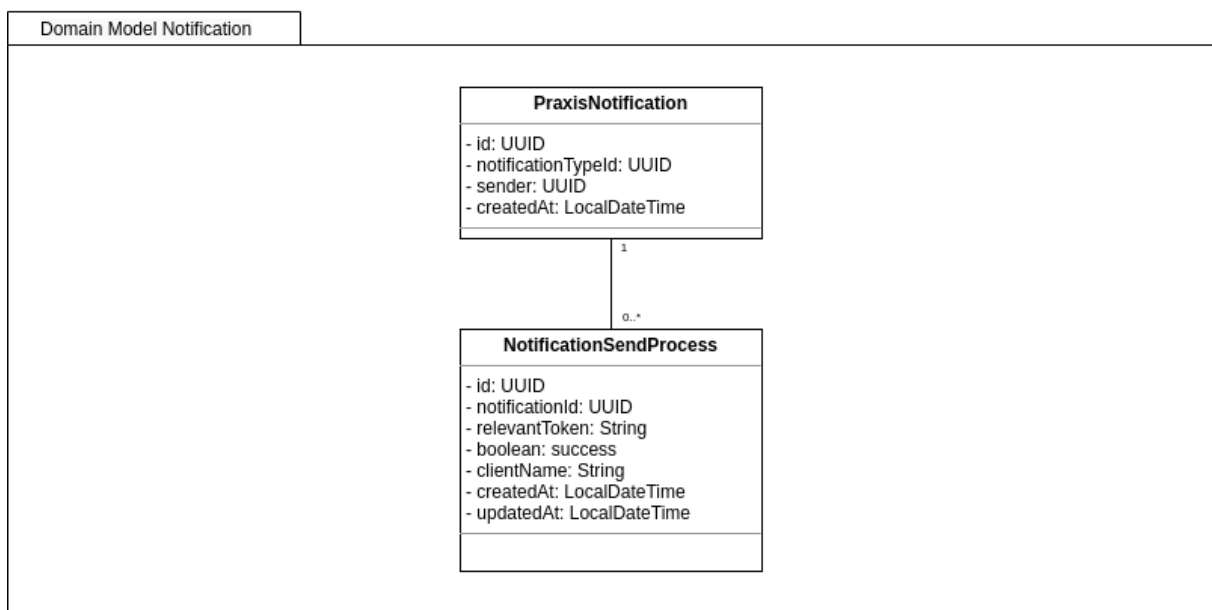 Domain Model Notification
PraxisNotification
- id: UUID
- notificationTypeId: UUID
- sender: UUID
- createdAt: LocalDateTime
1
0..*
NotificationSendProcess
- id: UUID
- notificationId: UUID
- relevantToken: String
- boolean: success
- clientName: String
- createdAt: LocalDateTime
- updatedAt: LocalDateTime